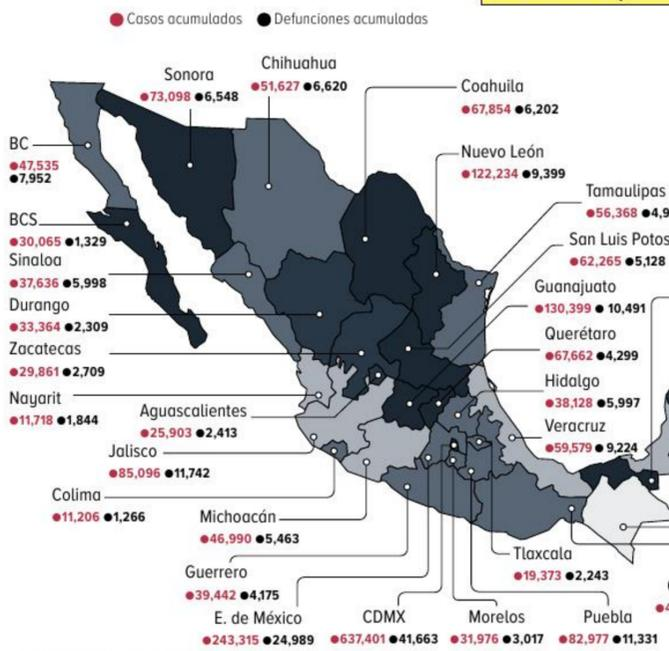 Casos acumulados Defunciones acumuladas
Chihuahua
51,627 6,620
Sonora
73,098 6,548
Coahuila
67,854 6,202
BC
47,535
7,952
Nuevo León
122,234 9,399
Tamaulipas
56,368 4,9
BCS
30,065 1,329
San Luis Potos
62,265 5,128
Sinaloa
37,636 5,998
Guanajuato
130,399 10,491
Durango
33,364 2,309
Querétaro
67,662 4,299
Zacatecas
29,861 2,709
Hidalgo
38,128 5,997
Nayarit
11,718 1,844
Aguascalientes
25,903 2,413
Veracruz
59,579 9,224
Jalisco
85,096 11,742
Colima
11,206 1,266
Michoacán
46,990 5,463
Tlaxcala
19,373 2,243
Guerrero
39,442 4,175
E. de México
243,315 24,989
CDMX
637,401 41,663
Morelos
31,976 3,017
Puebla
82,977 11,331